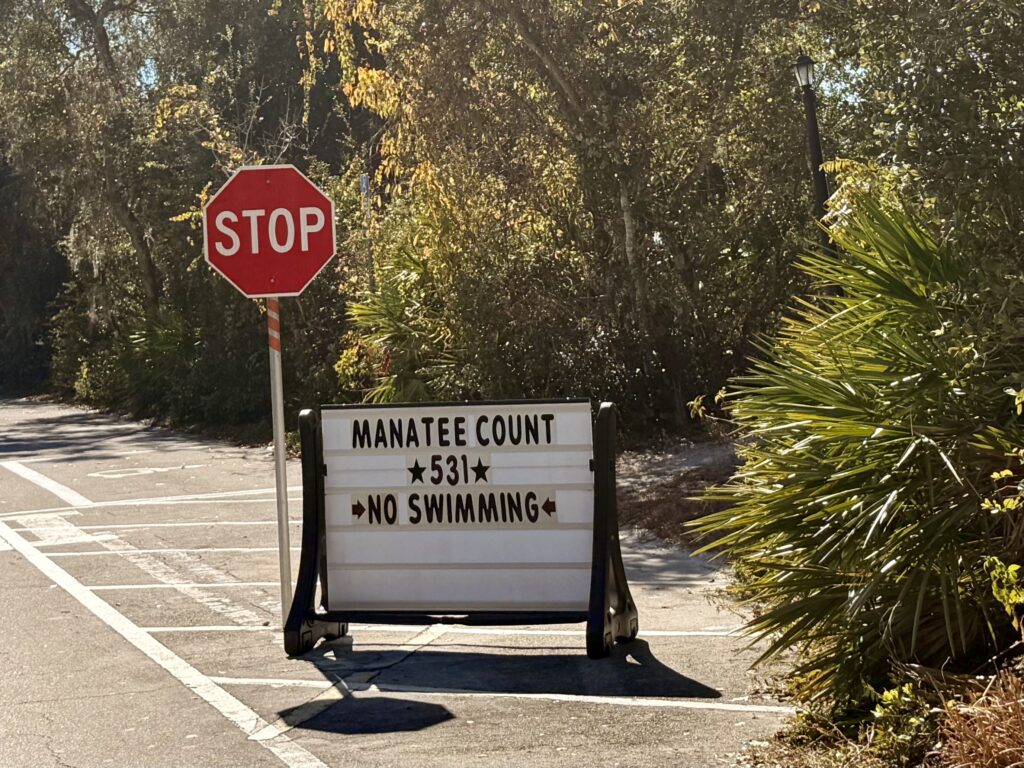 STOP
MANATEE COUNT
★531★
➡NO SWIMMING⬅